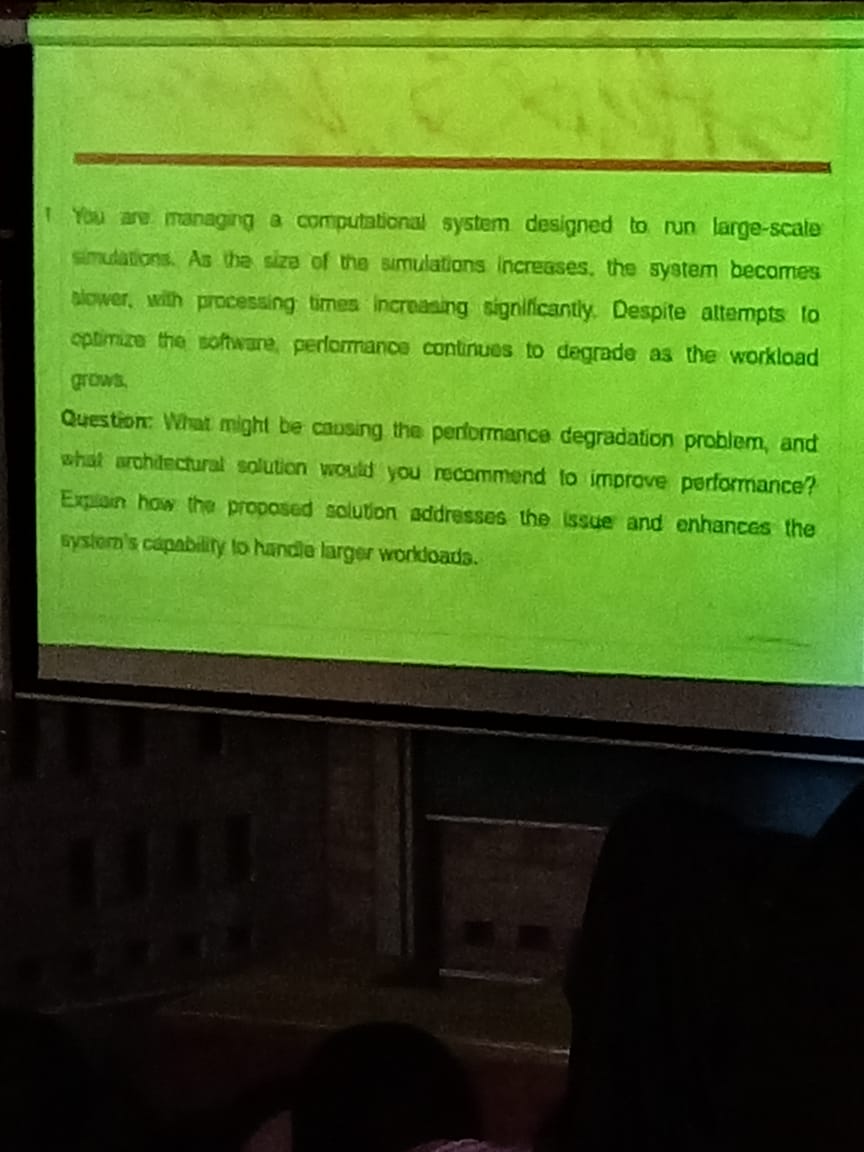 1 You are managing a computational system designed to run large-scale
simulations. As the size of the simulations increases, the system becomes
slower, with processing times increasing significantly. Despite attempts to
optimize the software, performance continues to degrade as the workload
grows.
Question: What might be causing the performance degradation problem, and
what architectural solution would you recommend to improve performance?
Explain how the proposed solution addresses the issue and enhances the
system's capability to handle larger workloads.